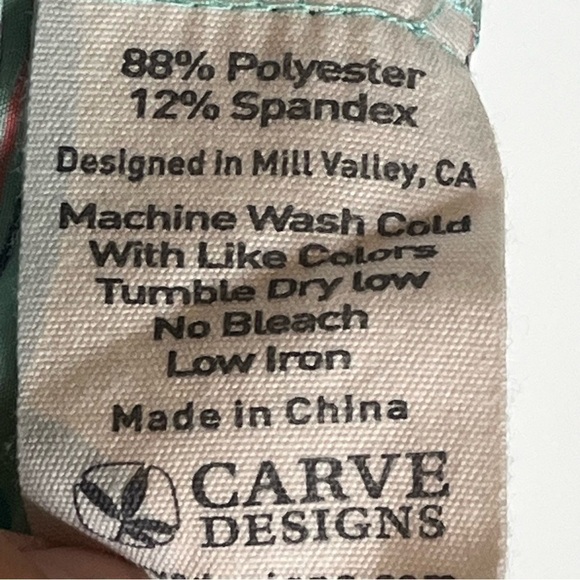 88% Polyester
12% Spandex
Designed in Mill Valley, CA
Machine Wash Cold
With Like Colors
Tumble Dry low
No Bleach
Low Iron
Made in China
CARVE
DESIGNS